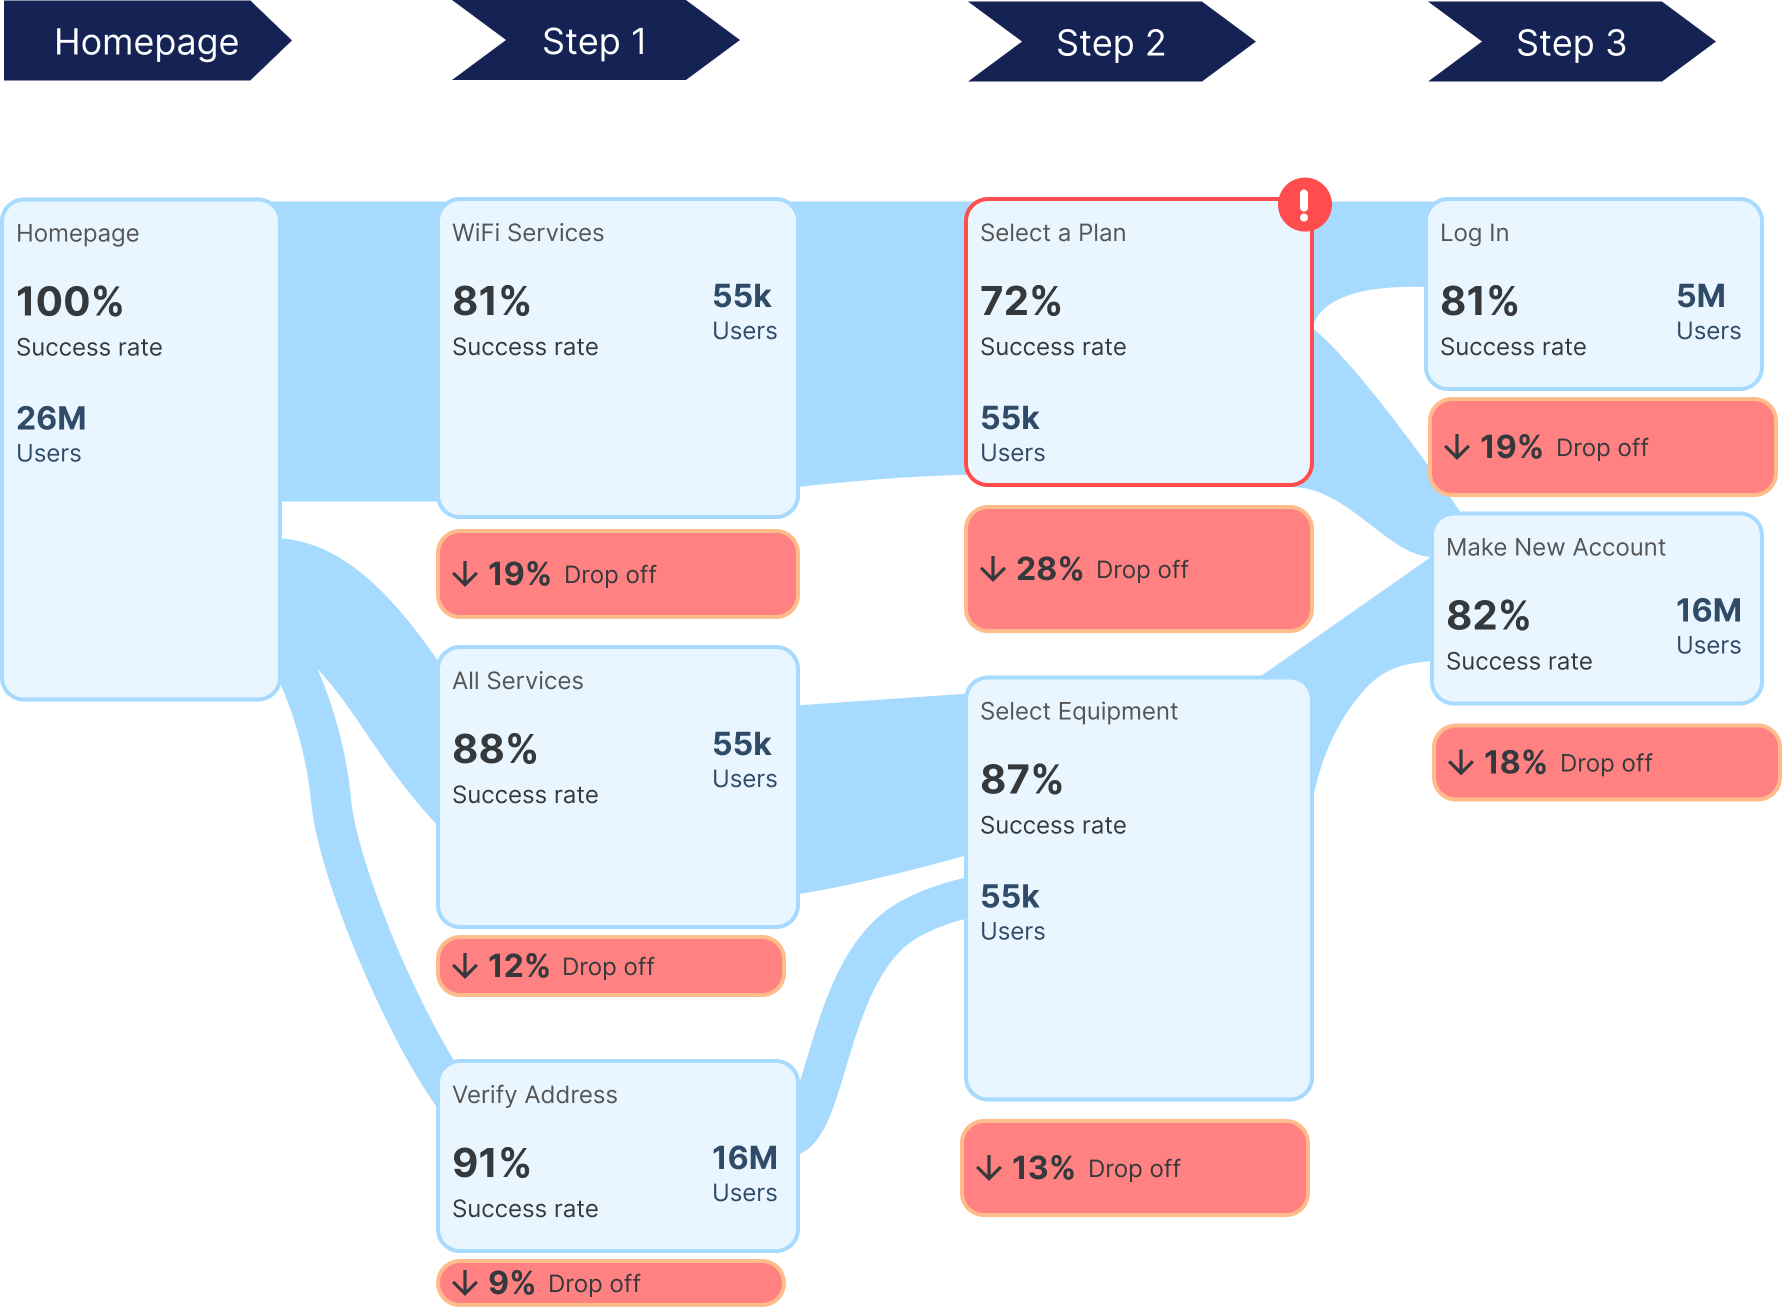 Homepage
Step 1
Step 2
Step 3
Homepage
100%
Success rate
26M
Users
WiFi Services
81%
Success rate
55k
Users
19% Drop off
All Services
88%
Success rate
55k
Users
12% Drop off
Verify Address
91%
Success rate
16M
Users
9% Drop off
Select a Plan
72%
Success rate
55k
Users
28% Drop off
Select Equipment
87%
Success rate
55k
Users
13% Drop off
Log In
81%
Success rate
5M
Users
19% Drop off
Make New Account
82%
Success rate
16M
Users
18% Drop off